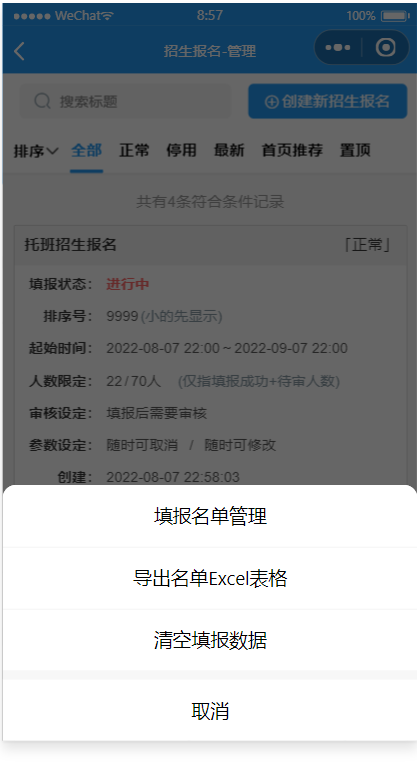 WeChat 8:57 100%
招生报名-管理
搜索标题 创建新招生报名
排序 全部 正常 停用 最新 首页推荐 置顶
共有4条符合条件记录
托班招生报名 「正常」
填报状态： 进行中
排序号： 9999 (小的先显示)
起始时间： 2022-08-07 22:00 ~ 2022-09-07 22:00
人数限定： 22 / 70人 (仅指填报成功+待审人数)
审核设定： 填报后需要审核
参数设定： 随时可取消 / 随时可修改
创建： 2022-08-07 22:58:03
填报名单管理
导出名单Excel表格
清空填报数据
取消